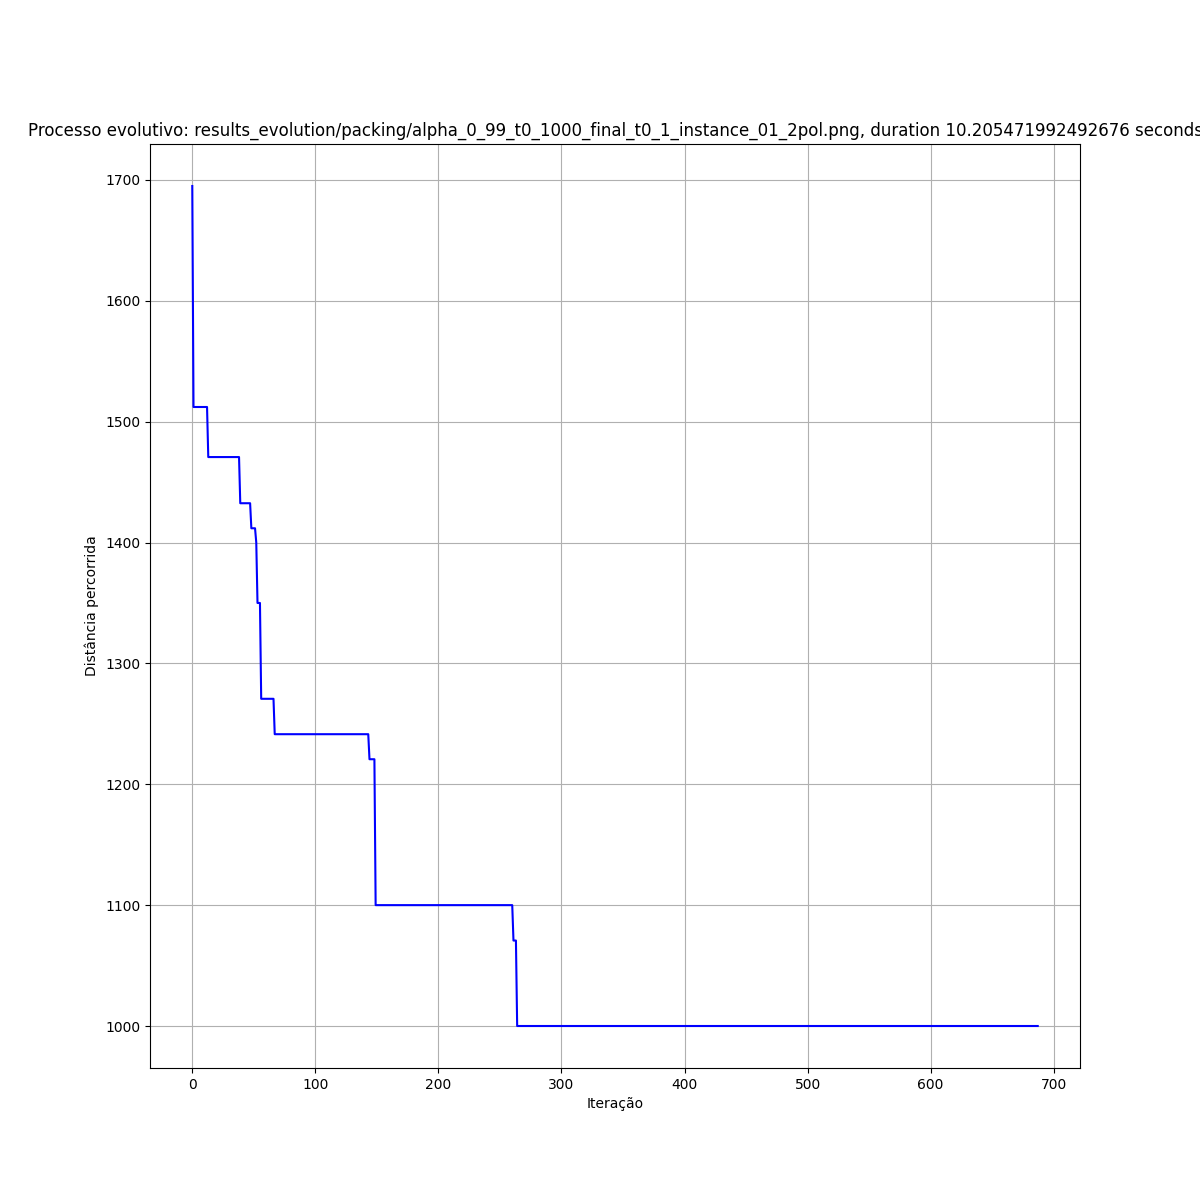 Processo evolutivo: results_evolution/packing/alpha_0_99_t0_1000_final_t0_1_instance_01_2pol.png, duration 10.205471992492676 seconds
1700
1600
1500
1400
1300
1200
1100
1000
Distância percorrida
0 100 200 300 400 500 600 700
Iteração